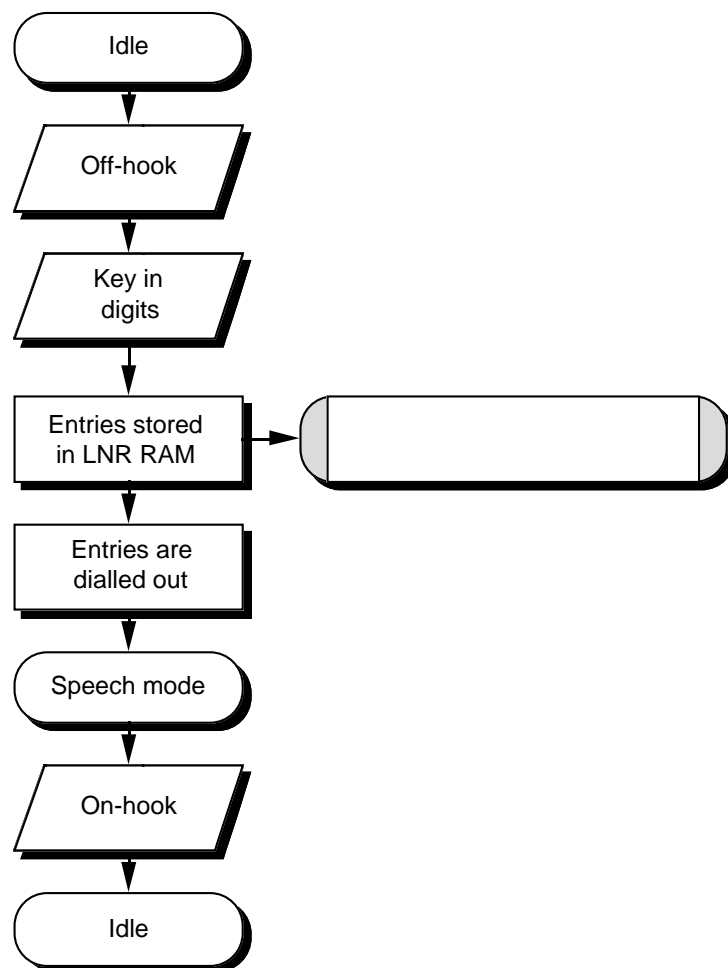 Idle
Off-hook
Key in
digits
Entries stored
in LNR RAM
Entries are
dialled out
Speech mode
On-hook
Idle